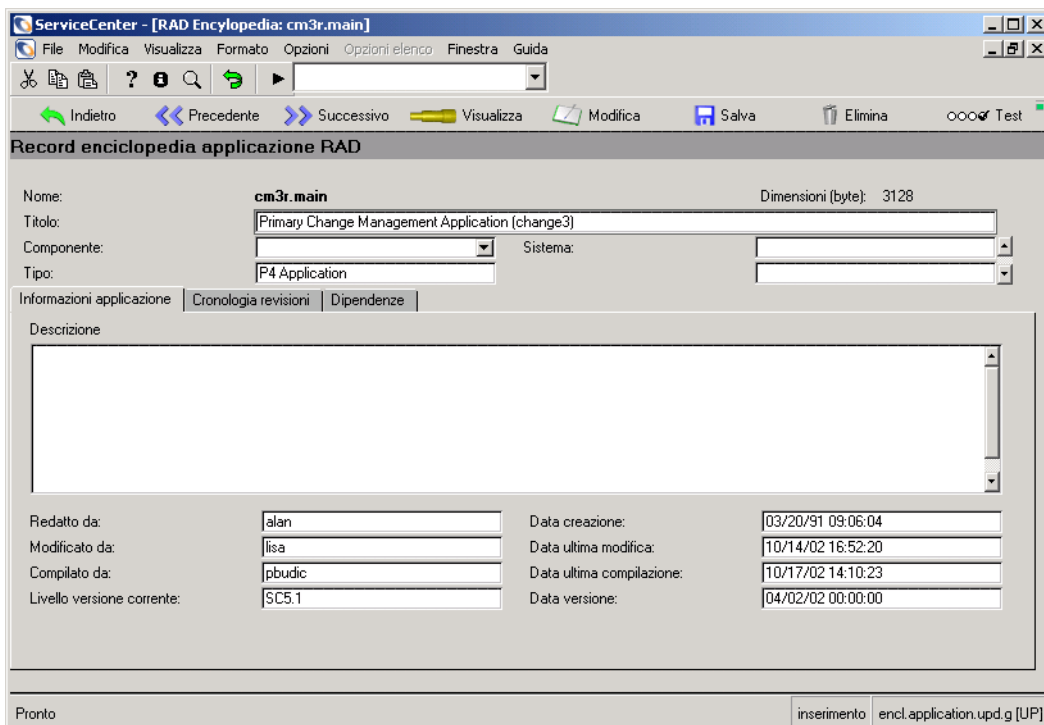 ServiceCenter - [RAD Encylopedia: cm3r.main]
File Modifica Visualizza Formato Opzioni Opzioni elenco Finestra Guida
Indietro Precedente Successivo Visualizza Modifica Salva Elimina Test
Record enciclopedia applicazione RAD
Nome: cm3r.main Dimensioni (byte): 3128
Titolo: Primary Change Management Application (change3)
Componente: Sistema:
Tipo: P4 Application
Informazioni applicazione Cronologia revisioni Dipendenze
Descrizione
Redatto da: alan Data creazione: 03/20/91 09:06:04
Modificato da: lisa Data ultima modifica: 10/14/02 16:52:20
Compilato da: pbudic Data ultima compilazione: 10/17/02 14:10:23
Livello versione corrente: SC5.1 Data versione: 04/02/02 00:00:00
Pronto inserimento encl.application.upd.g [UP]